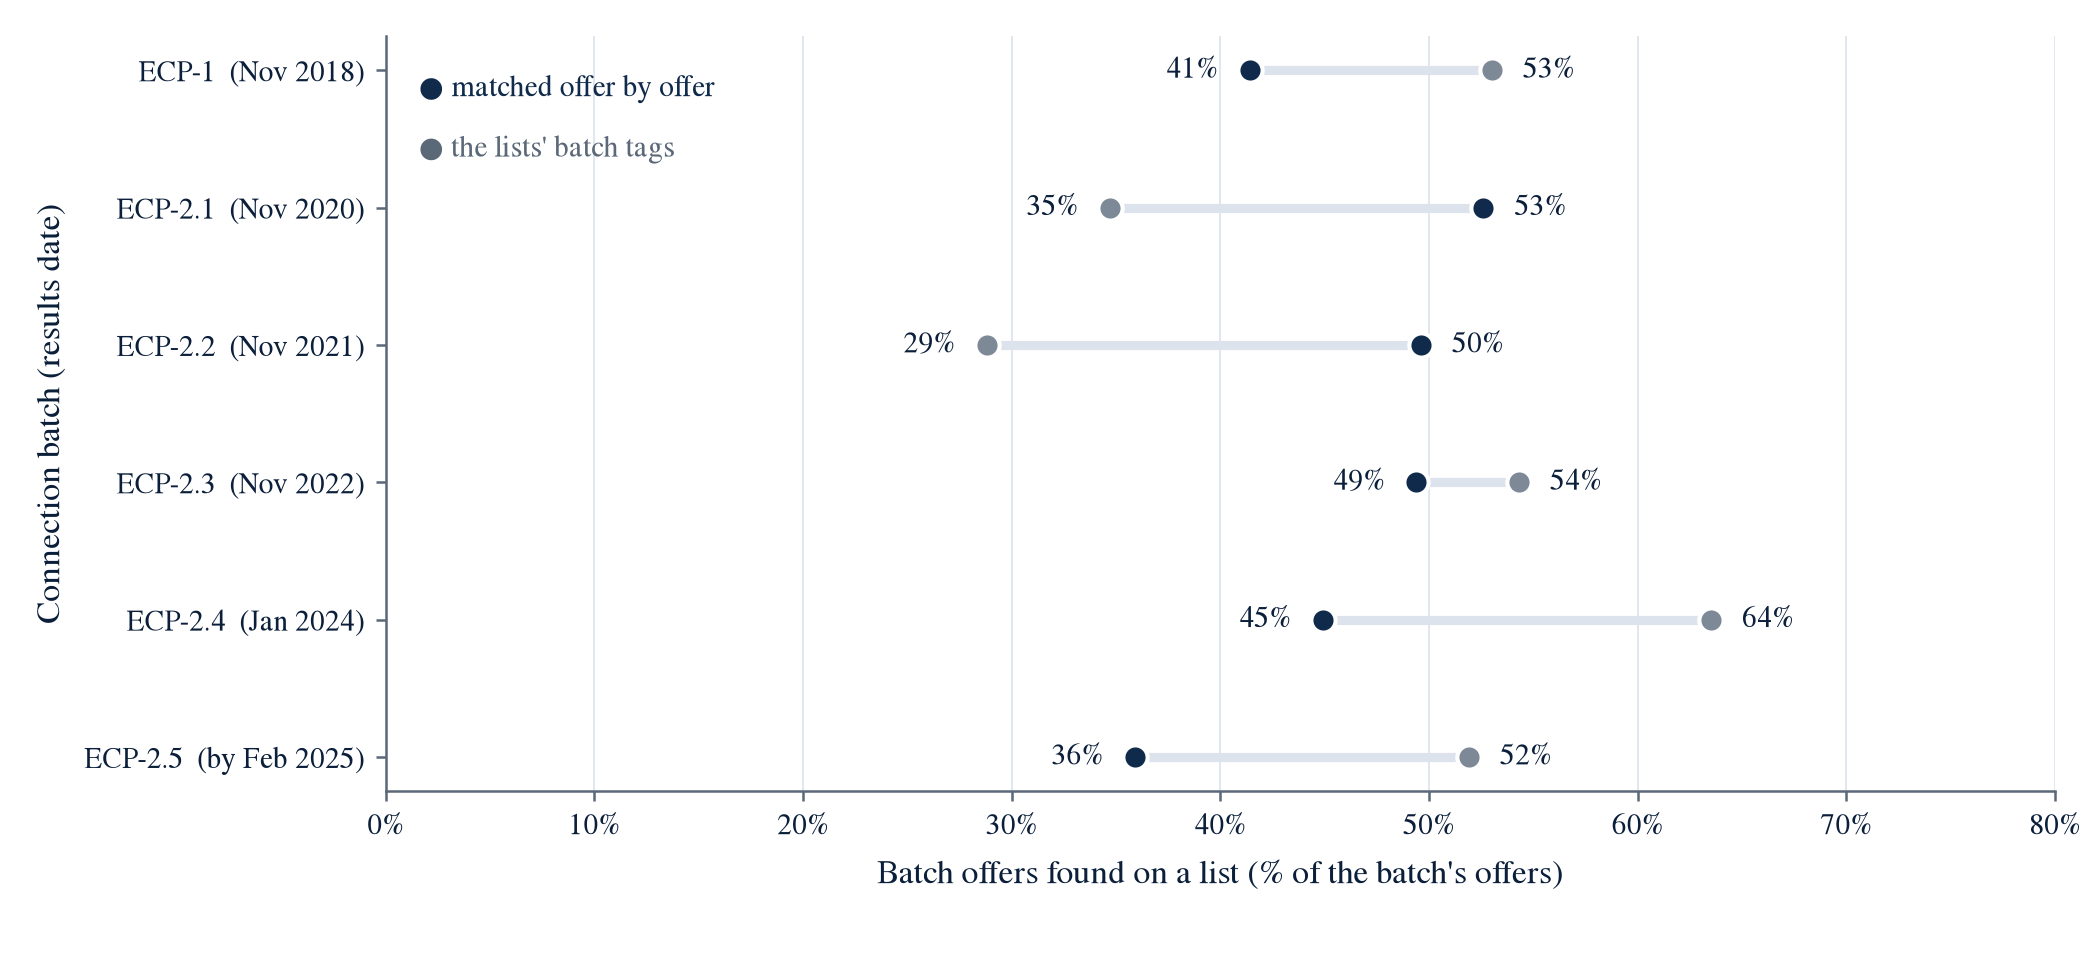 ECP-1 (Nov 2018)
41%
53%
matched offer by offer
the lists' batch tags
ECP-2.1 (Nov 2020)
35%
53%
ECP-2.2 (Nov 2021)
29%
50%
ECP-2.3 (Nov 2022)
49%
54%
ECP-2.4 (Jan 2024)
45%
64%
ECP-2.5 (by Feb 2025)
36%
52%
Connection batch (results date)
0% 10% 20% 30% 40% 50% 60% 70% 80%
Batch offers found on a list (% of the batch's offers)